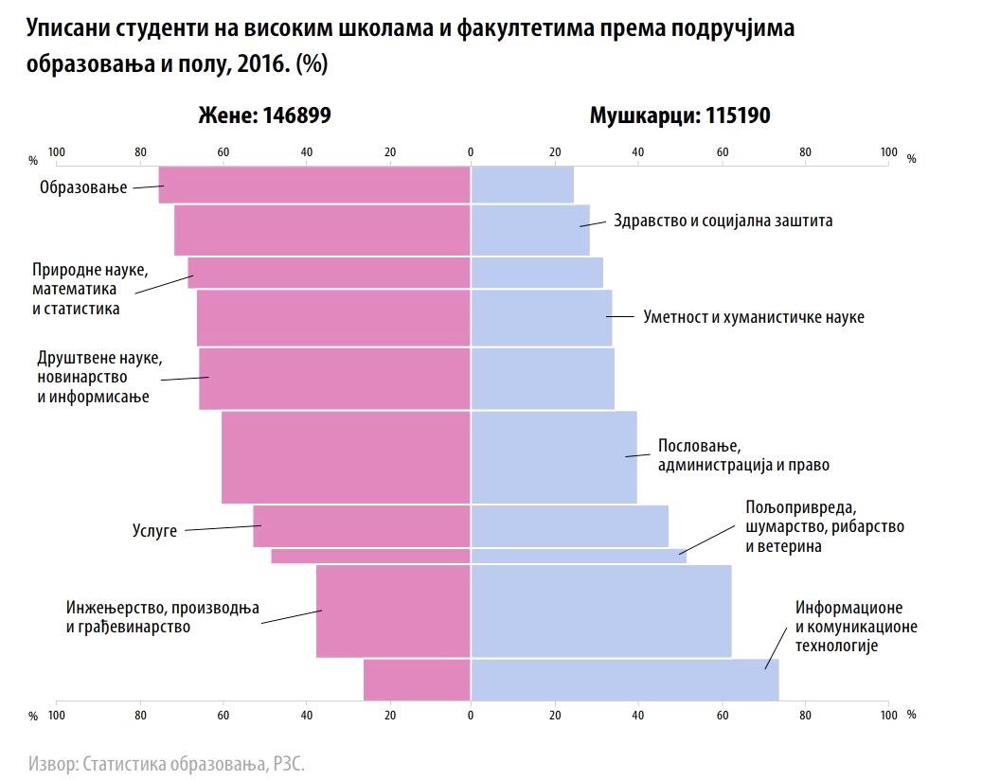 Уписани студенти на високим школама и факултетима према подручјима
образовања и полу, 2016. (%)
Жене: 146899
Мушкарци: 115190
% 100 80 60 40 20 0 20 40 60 80 100 %
Образовање
Здравство и социјална заштита
Природне науке,
математика
и статистика
Уметност и хуманистичке науке
Друштвене науке,
новинарство
и информисање
Пословање,
администрација и право
Услуге
Пољопривреда,
шумарство, рибарство
и ветерина
Инжењерство, производња
и грађевинарство
Информационе
и комуникационе
технологије
% 100 80 60 40 20 0 20 40 60 80 100 %
Извор: Статистика образовања, РЗС.